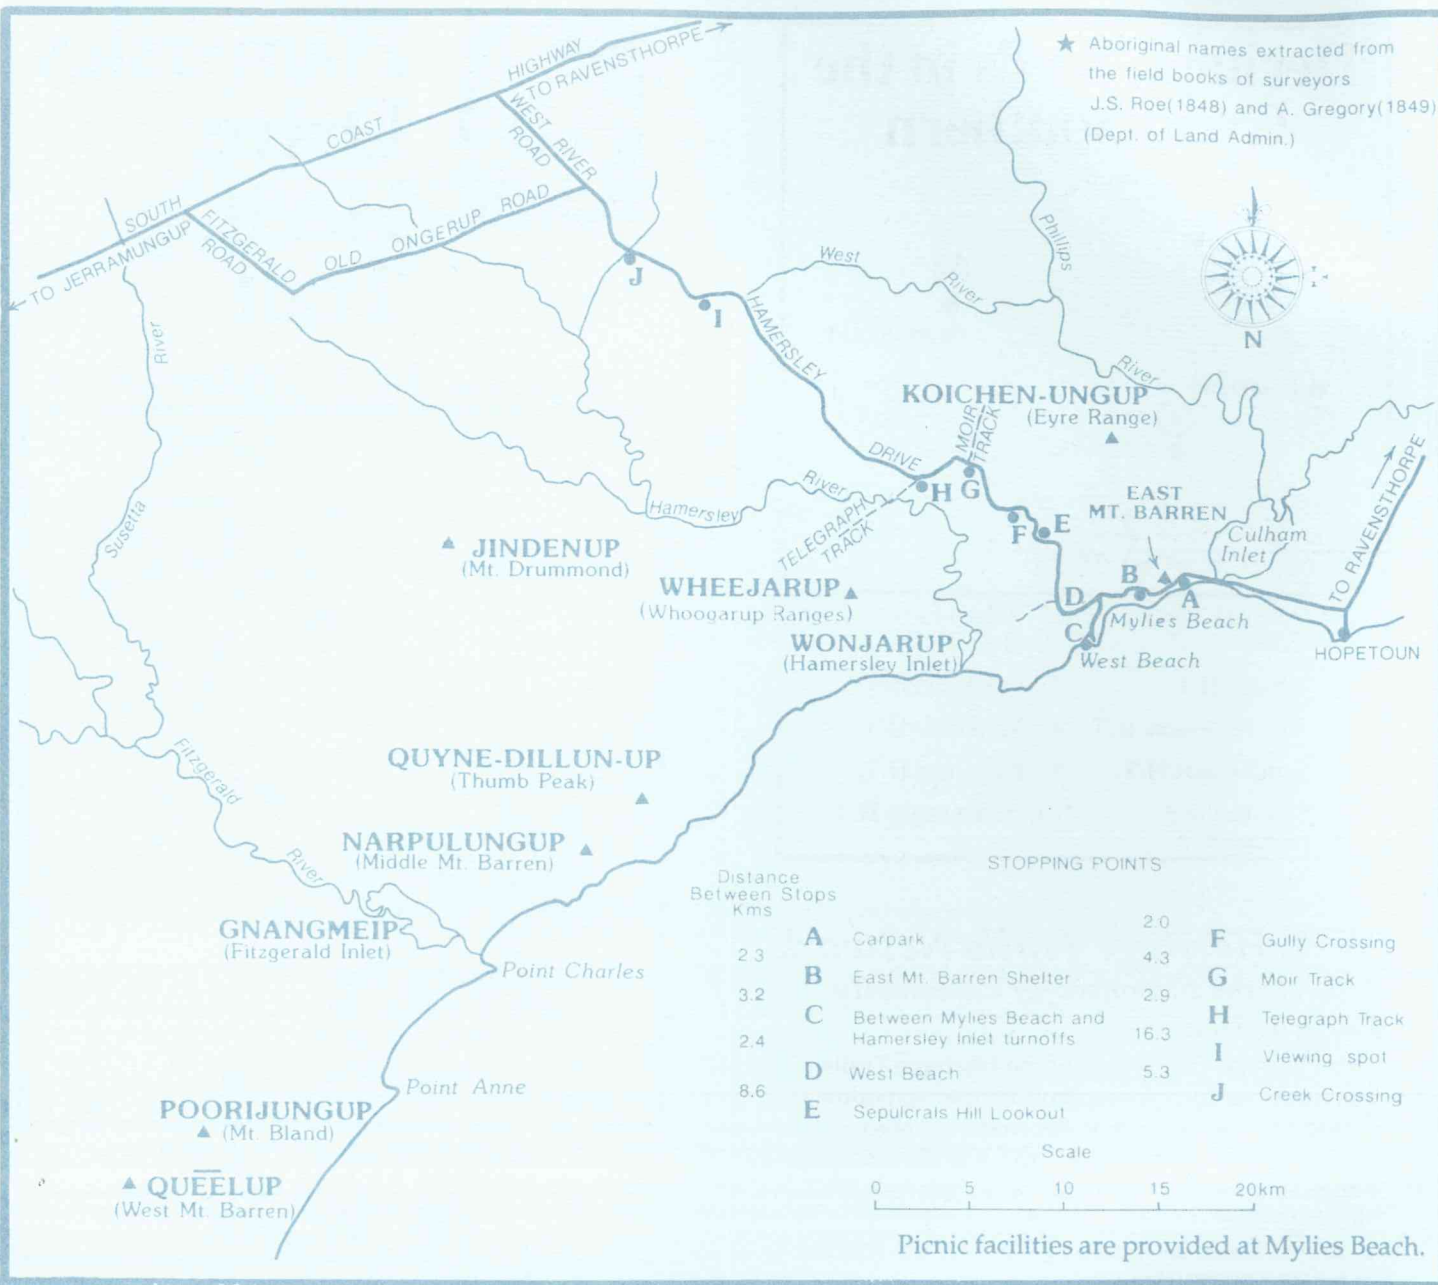 ★ Aboriginal names extracted from
the field books of surveyors
J.S. Roe(1848) and A. Gregory(1849)
(Dept. of Land Admin.)
HIGHWAY
TO RAVENSTHORPE
COAST
WEST RIVER
ROAD
SOUTH
TO JERRAMUNGUP
FITZGERALD
ROAD
OLD ONGERUP ROAD
J
I
HAMERSLEY
West
River
Phillips
River
N
River
Susetta
KOICHEN-UNGUP
(Eyre Range)
MOIR
TRACK
DRIVE
H
G
River
Hamersley
TELEGRAPH
TRACK
F
E
EAST
MT. BARREN
Culham
Inlet
TO RAVENSTHORPE
JINDENUP
(Mt. Drummond)
WHEEJARUP
(Whoogarup Ranges)
D
B
A
Mylies Beach
C
West Beach
HOPETOUN
WONJARUP
(Hamersley Inlet)
Fitzgerald
River
QUYNE-DILLUN-UP
(Thumb Peak)
NARPULUNGUP
(Middle Mt. Barren)
GNANGMEIP
(Fitzgerald Inlet)
Point Charles
Point Anne
POORIJUNGUP
(Mt. Bland)
QUEELUP
(West Mt. Barren)
STOPPING POINTS
Distance
Between Stops
Kms
A Carpark
2.3
B East Mt. Barren Shelter
3.2
C Between Mylies Beach and
Hamersley Inlet turnoffs
2.4
D West Beach
8.6
E Sepulcrals Hill Lookout
2.0
F Gully Crossing
4.3
G Moir Track
2.9
H Telegraph Track
16.3
I Viewing spot
5.3
J Creek Crossing
Scale
0 5 10 15 20km
Picnic facilities are provided at Mylies Beach.